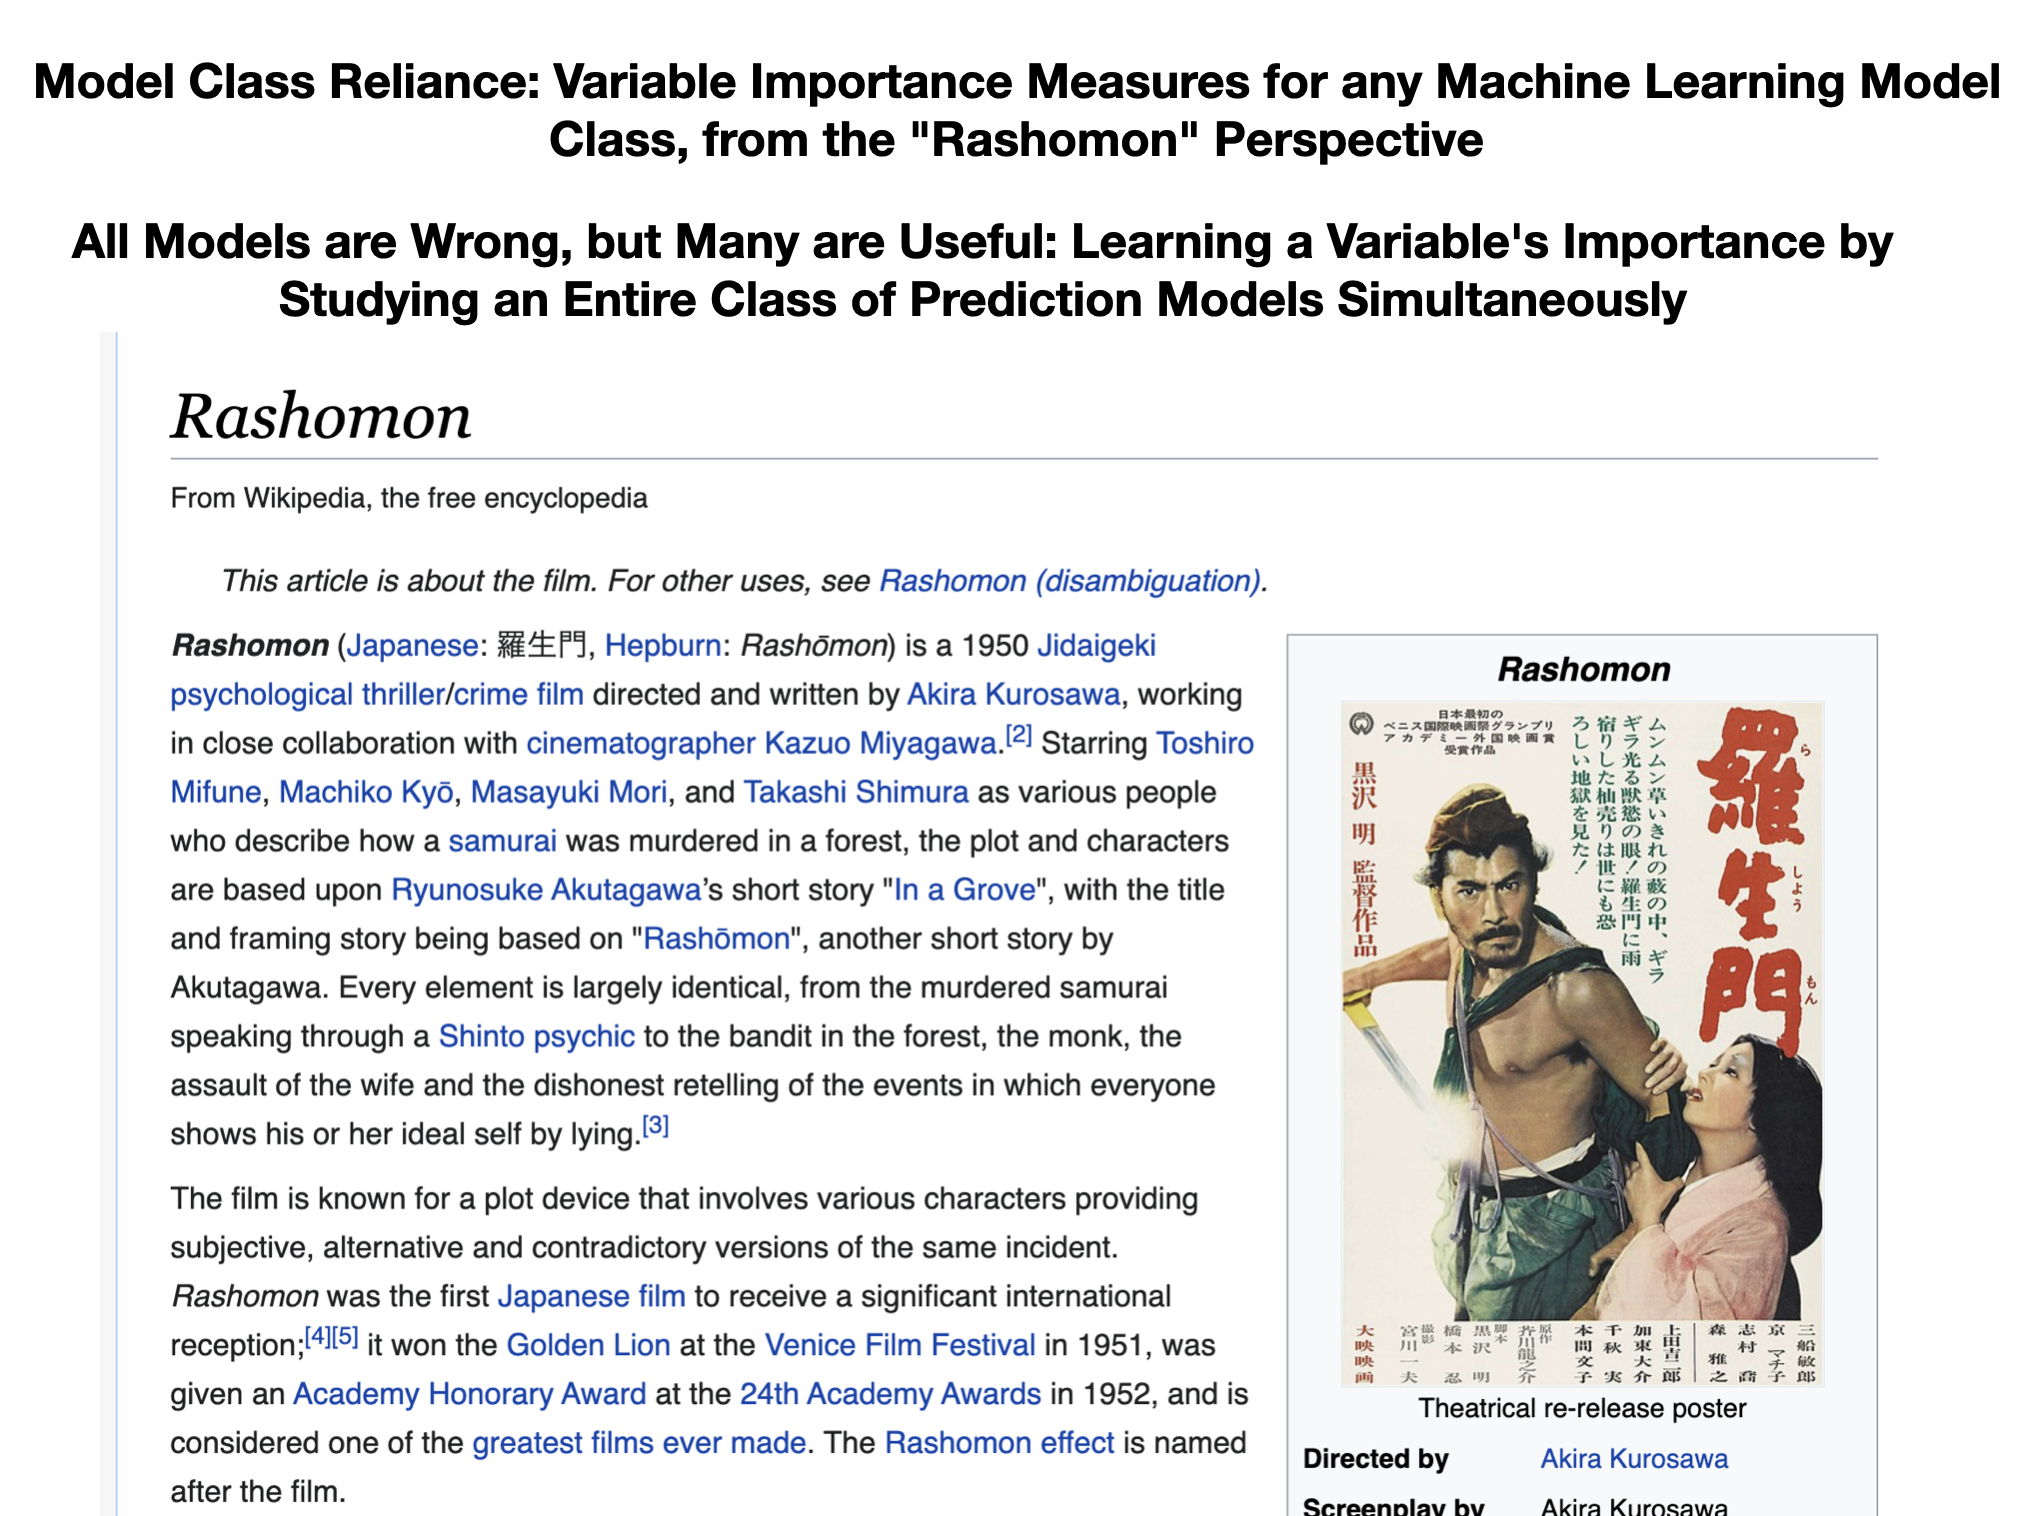 Model Class Reliance: Variable Importance Measures for any Machine Learning Model
Class, from the "Rashomon" Perspective
All Models are Wrong, but Many are Useful: Learning a Variable's Importance by
Studying an Entire Class of Prediction Models Simultaneously
Rashomon
From Wikipedia, the free encyclopedia
This article is about the film. For other uses, see Rashomon (disambiguation).
Rashomon (Japanese: 羅生門, Hepburn: Rashōmon) is a 1950 Jidaigeki
psychological thriller/crime film directed and written by Akira Kurosawa, working
in close collaboration with cinematographer Kazuo Miyagawa.[2] Starring Toshiro
Mifune, Machiko Kyō, Masayuki Mori, and Takashi Shimura as various people
who describe how a samurai was murdered in a forest, the plot and characters
are based upon Ryunosuke Akutagawa’s short story "In a Grove", with the title
and framing story being based on "Rashōmon", another short story by
Akutagawa. Every element is largely identical, from the murdered samurai
speaking through a Shinto psychic to the bandit in the forest, the monk, the
assault of the wife and the dishonest retelling of the events in which everyone
shows his or her ideal self by lying.[3]
The film is known for a plot device that involves various characters providing
subjective, alternative and contradictory versions of the same incident.
Rashomon was the first Japanese film to receive a significant international
reception;[4][5] it won the Golden Lion at the Venice Film Festival in 1951, was
given an Academy Honorary Award at the 24th Academy Awards in 1952, and is
considered one of the greatest films ever made. The Rashomon effect is named
after the film.
Rashomon
日本最初の
ベニス国際映画祭グランプリ
アカデミー外国映画賞
受賞作品
羅生門
ら
しょう
もん
ムンムン草いきれの藪の中、ギラ
ギラ光る獣慾の眼！羅生門に雨
宿りした杣売りは世にも恐
ろしい地獄を見た！
黒沢明監督作品
三船敏郎
京マチ子
志村喬
森雅之
上田吉二郎
加東大介
千秋実
本間文子
原作
芥川龍之介
脚本
黒沢明
橋本忍
撮影
宮川一夫
大映映画
Theatrical re-release poster
Directed by Akira Kurosawa
Screenplay by Akira Kurosawa